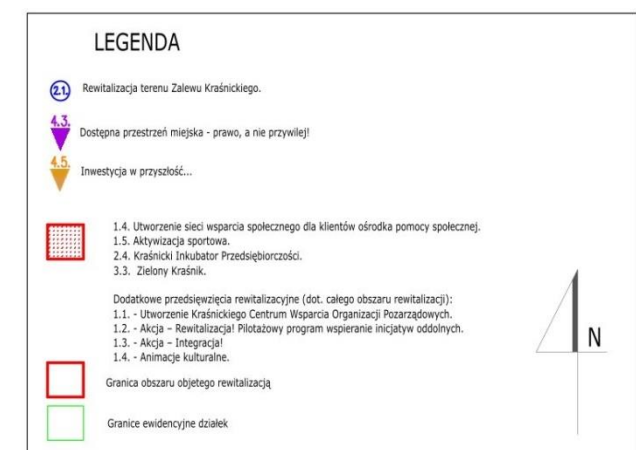 LEGENDA
2.1. Rewitalizacja terenu Zalewu Kraśnickiego.
4.3. Dostępna przestrzeń miejska - prawo, a nie przywilej!
4.5. Inwestycja w przyszłość...
1.4. Utworzenie sieci wsparcia społecznego dla klientów ośrodka pomocy społecznej.
1.5. Aktywizacja sportowa.
2.4. Kraśnicki Inkubator Przedsiębiorczości.
3.3. Zielony Kraśnik.
Dodatkowe przedsięwzięcia rewitalizacyjne (dot. całego obszaru rewitalizacji):
1.1. - Utworzenie Kraśnickiego Centrum Wsparcia Organizacji Pozarządowych.
1.2. - Akcja – Rewitalizacja! Pilotażowy program wspieranie inicjatyw oddolnych.
1.3. - Akcja – Integracja!
1.4. - Animacje kulturalne.
N
Granica obszaru objetego rewitalizacją
Granice ewidencyjne działek